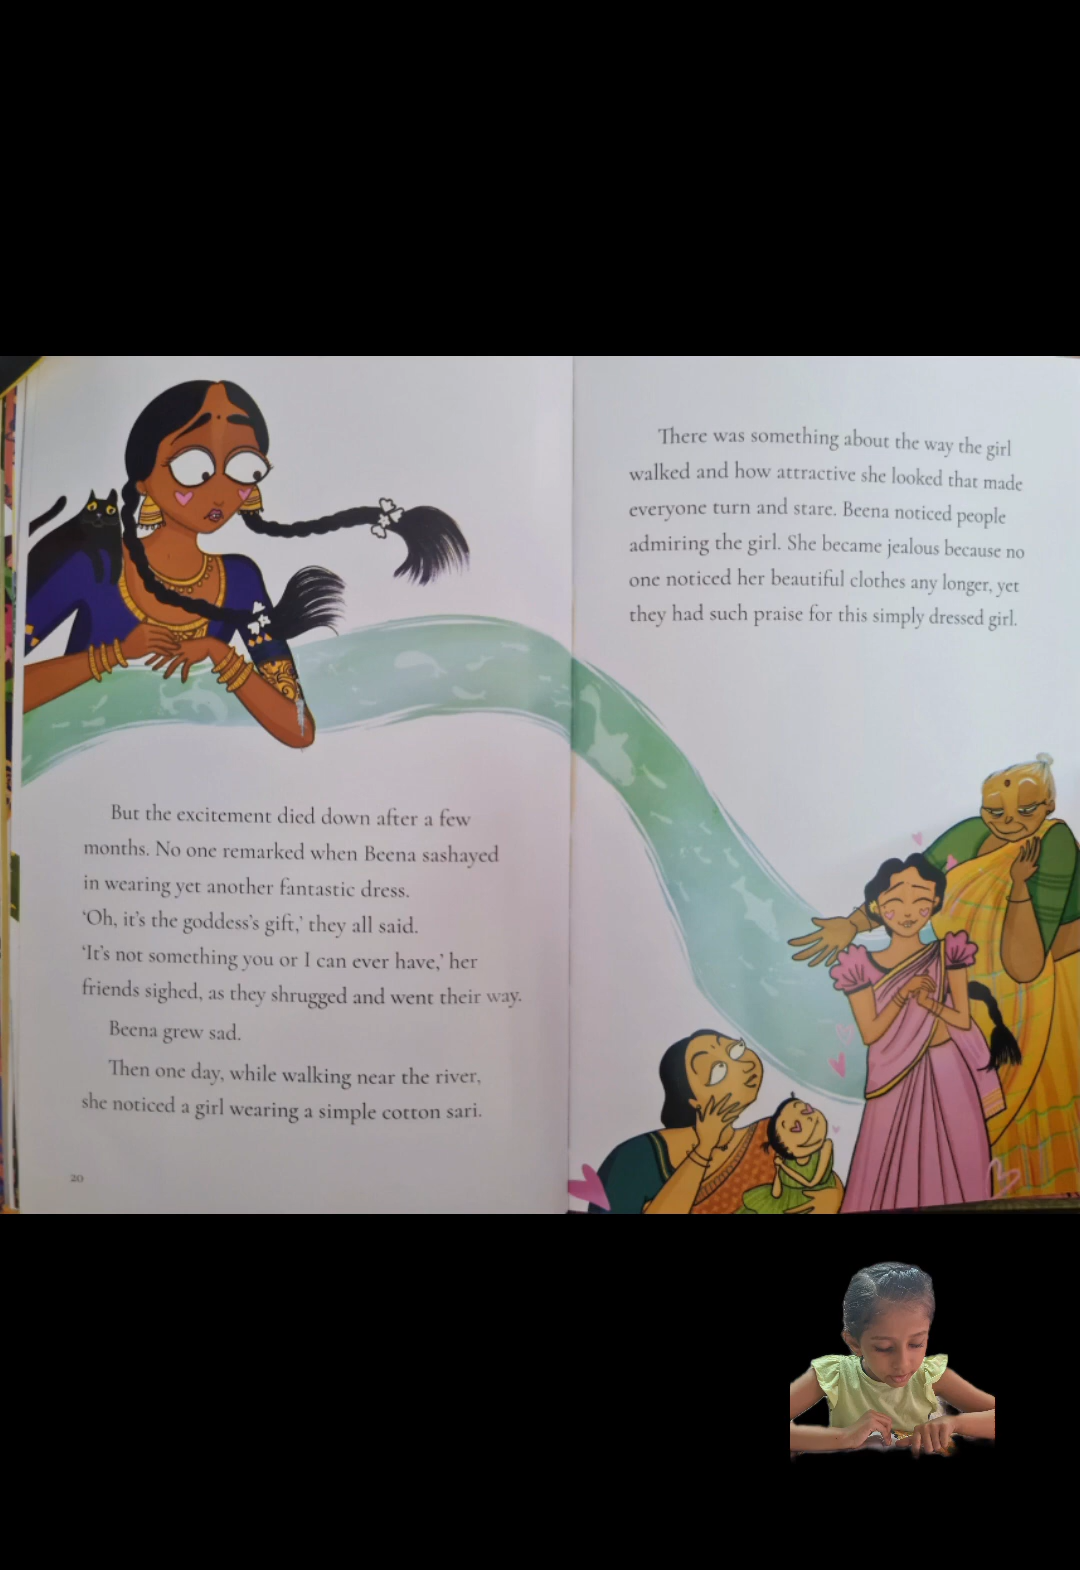 But the excitement died down after a few
months. No one remarked when Beena sashayed
in wearing yet another fantastic dress.
‘Oh, it’s the goddess’s gift,’ they all said.
‘It’s not something you or I can ever have,’ her
friends sighed, as they shrugged and went their way.
Beena grew sad.
Then one day, while walking near the river,
she noticed a girl wearing a simple cotton sari.
20
There was something about the way the girl
walked and how attractive she looked that made
everyone turn and stare. Beena noticed people
admiring the girl. She became jealous because no
one noticed her beautiful clothes any longer, yet
they had such praise for this simply dressed girl.